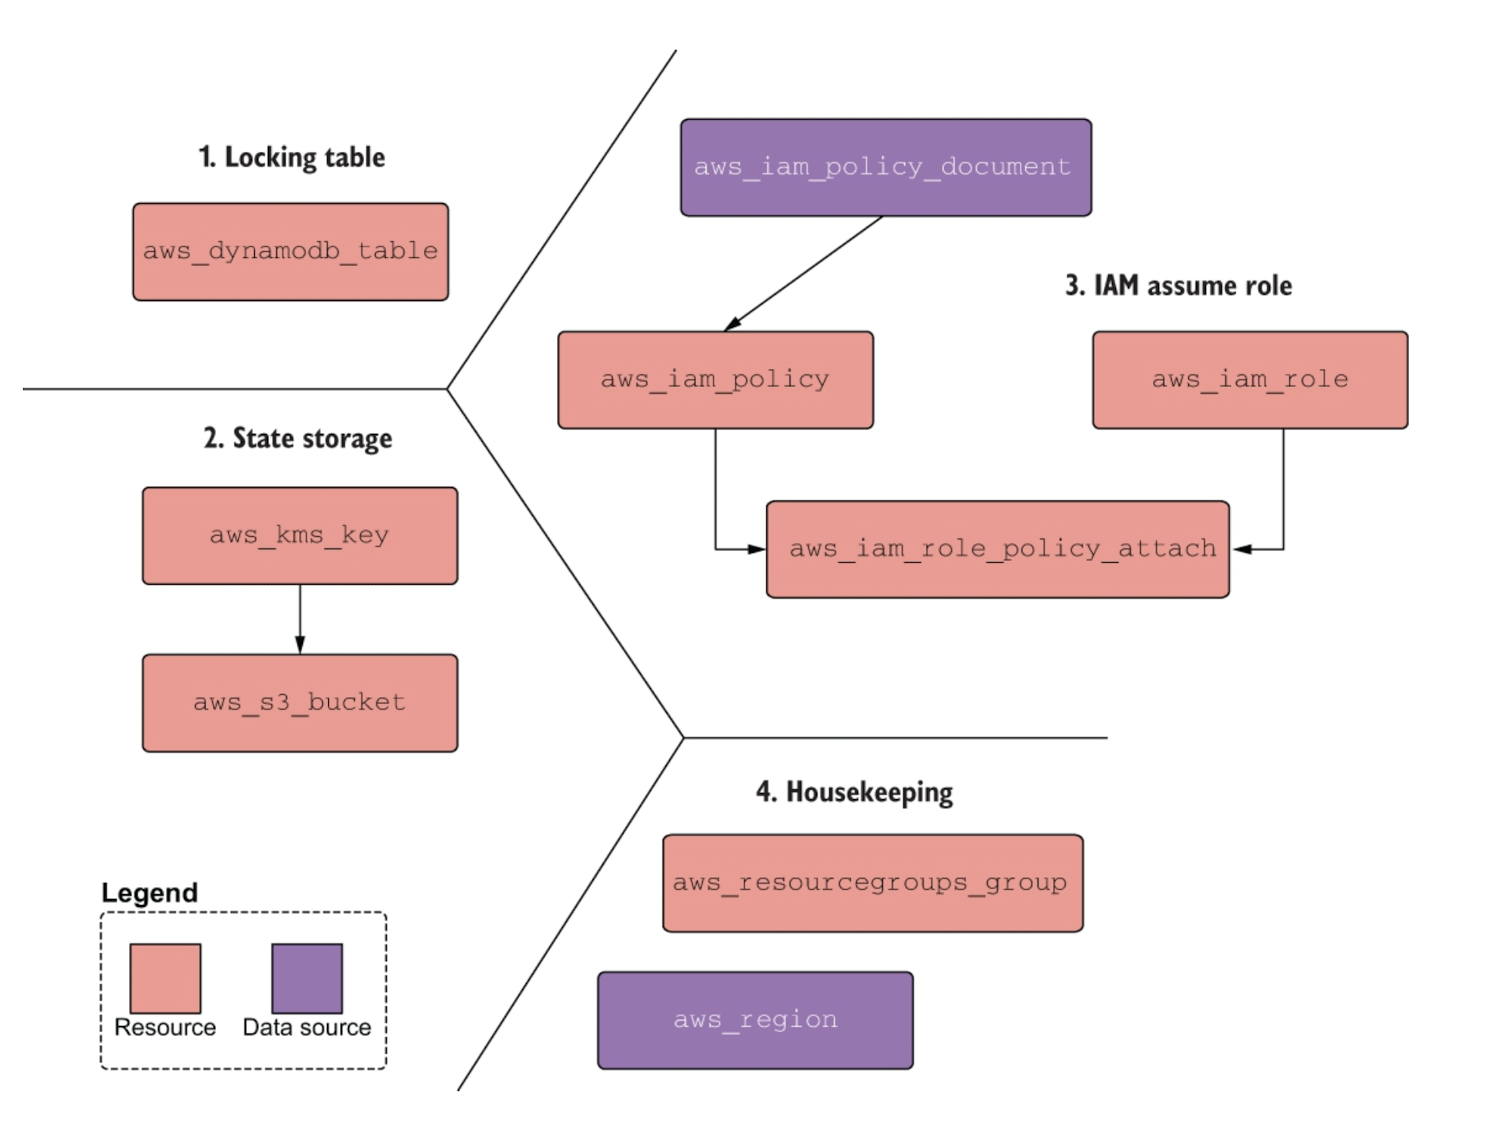 1. Locking table
aws_dynamodb_table
2. State storage
aws_kms_key
aws_s3_bucket
aws_iam_policy_document
3. IAM assume role
aws_iam_policy
aws_iam_role
aws_iam_role_policy_attach
4. Housekeeping
aws_resourcegroups_group
aws_region
Legend
Resource
Data source